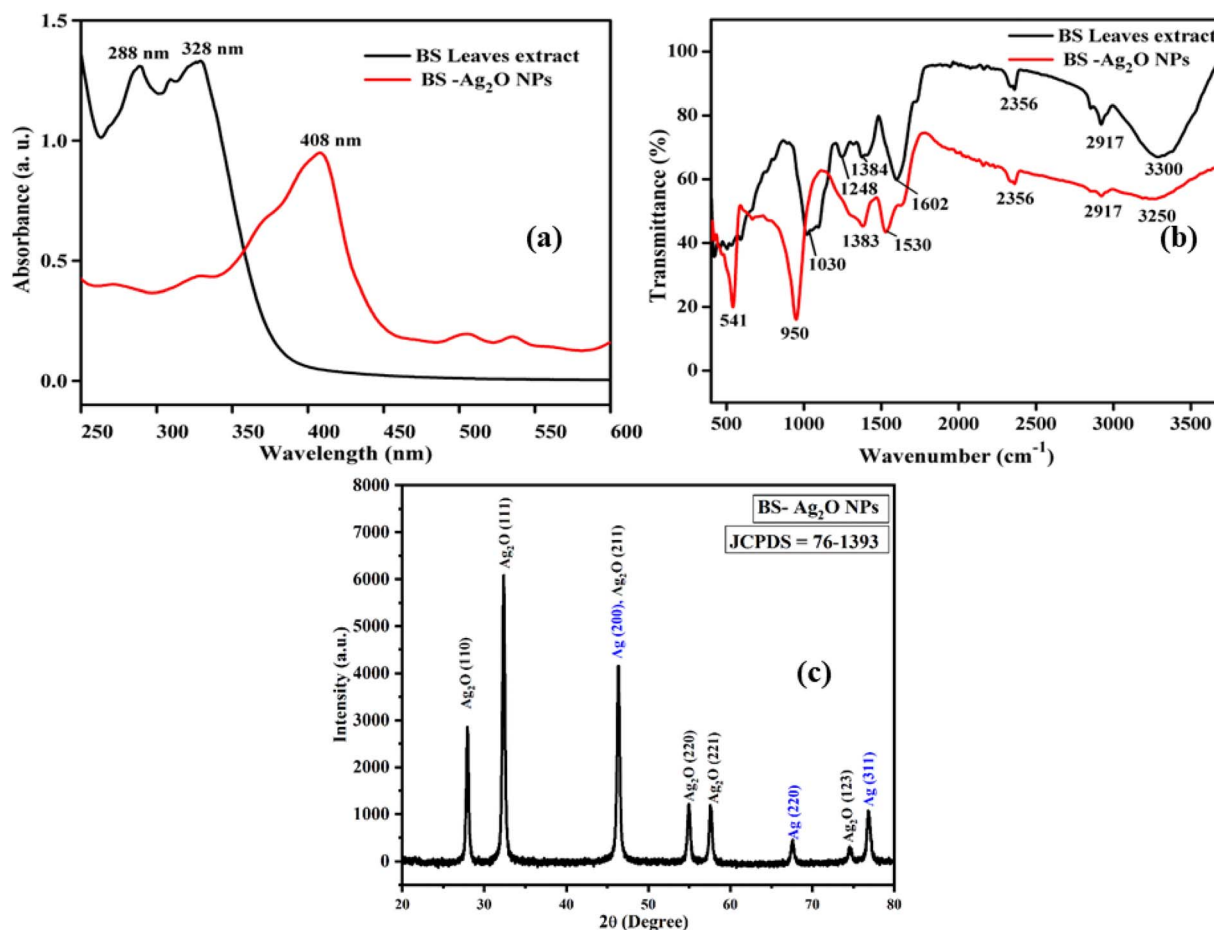 1.5
1.0
0.5
0.0
Absorbance (a. u.)
288 nm
328 nm
408 nm
BS Leaves extract
BS -Ag₂O NPs
(a)
250 300 350 400 450 500 550 600
Wavelength (nm)
100
80
60
40
20
0
Transmittance (%)
BS Leaves extract
BS -Ag₂O NPs
2356
2917
3300
1384
1248
1602
1030
2356
2917
3250
1383
1530
541
950
(b)
500 1000 1500 2000 2500 3000 3500
Wavenumber (cm⁻¹)
8000
7000
6000
5000
4000
3000
2000
1000
0
Intensity (a.u.)
BS- Ag₂O NPs
JCPDS = 76-1393
Ag₂O (110)
Ag₂O (111)
Ag (200), Ag₂O (211)
Ag₂O (220)
Ag₂O (221)
Ag (220)
Ag₂O (123)
Ag (311)
(c)
20 30 40 50 60 70 80
2θ (Degree)